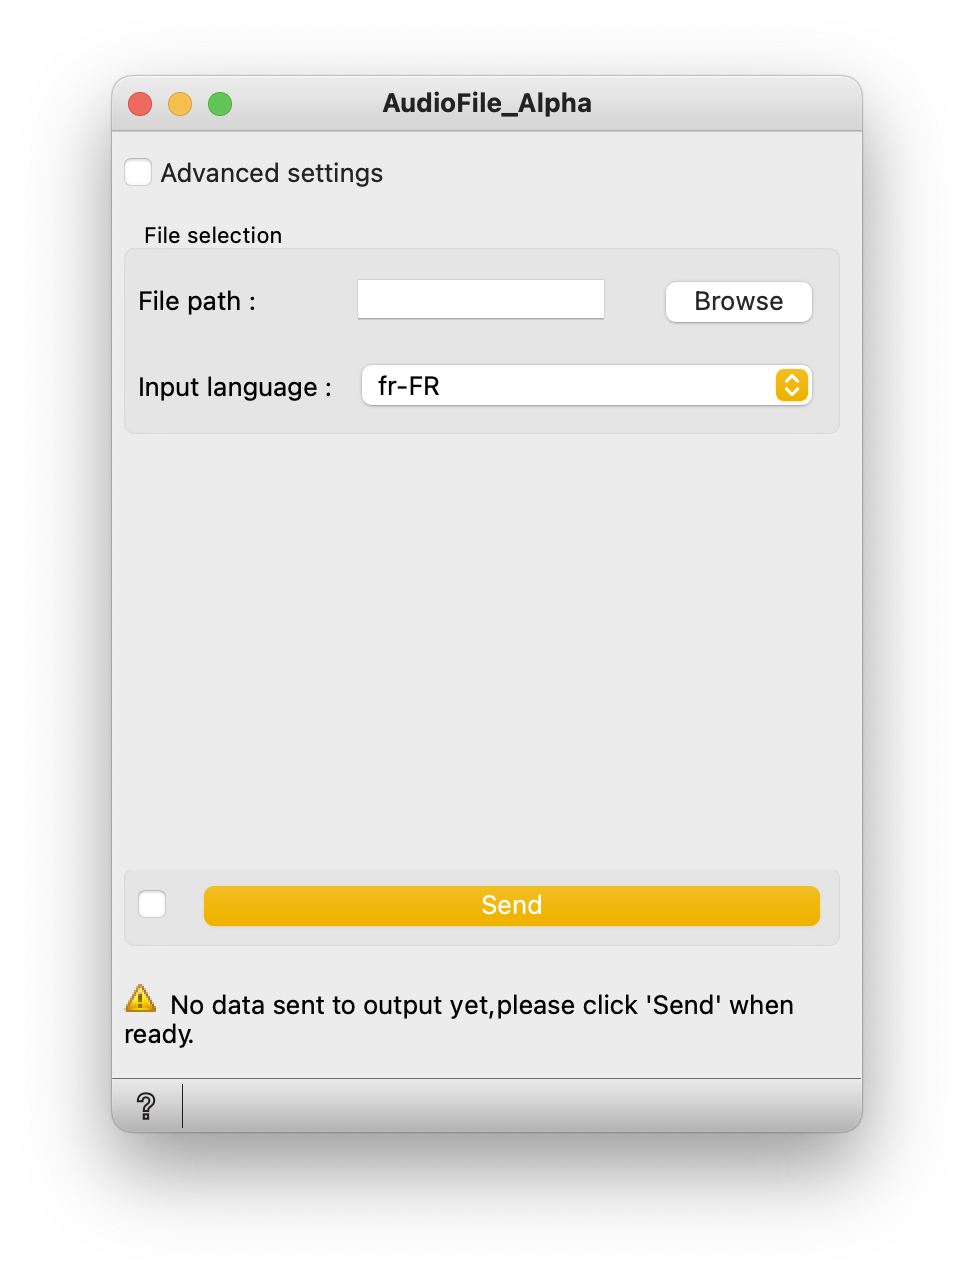 AudioFile_Alpha
Advanced settings
File selection
File path :
Browse
Input language :
fr-FR
Send
No data sent to output yet,please click 'Send' when
ready.
?